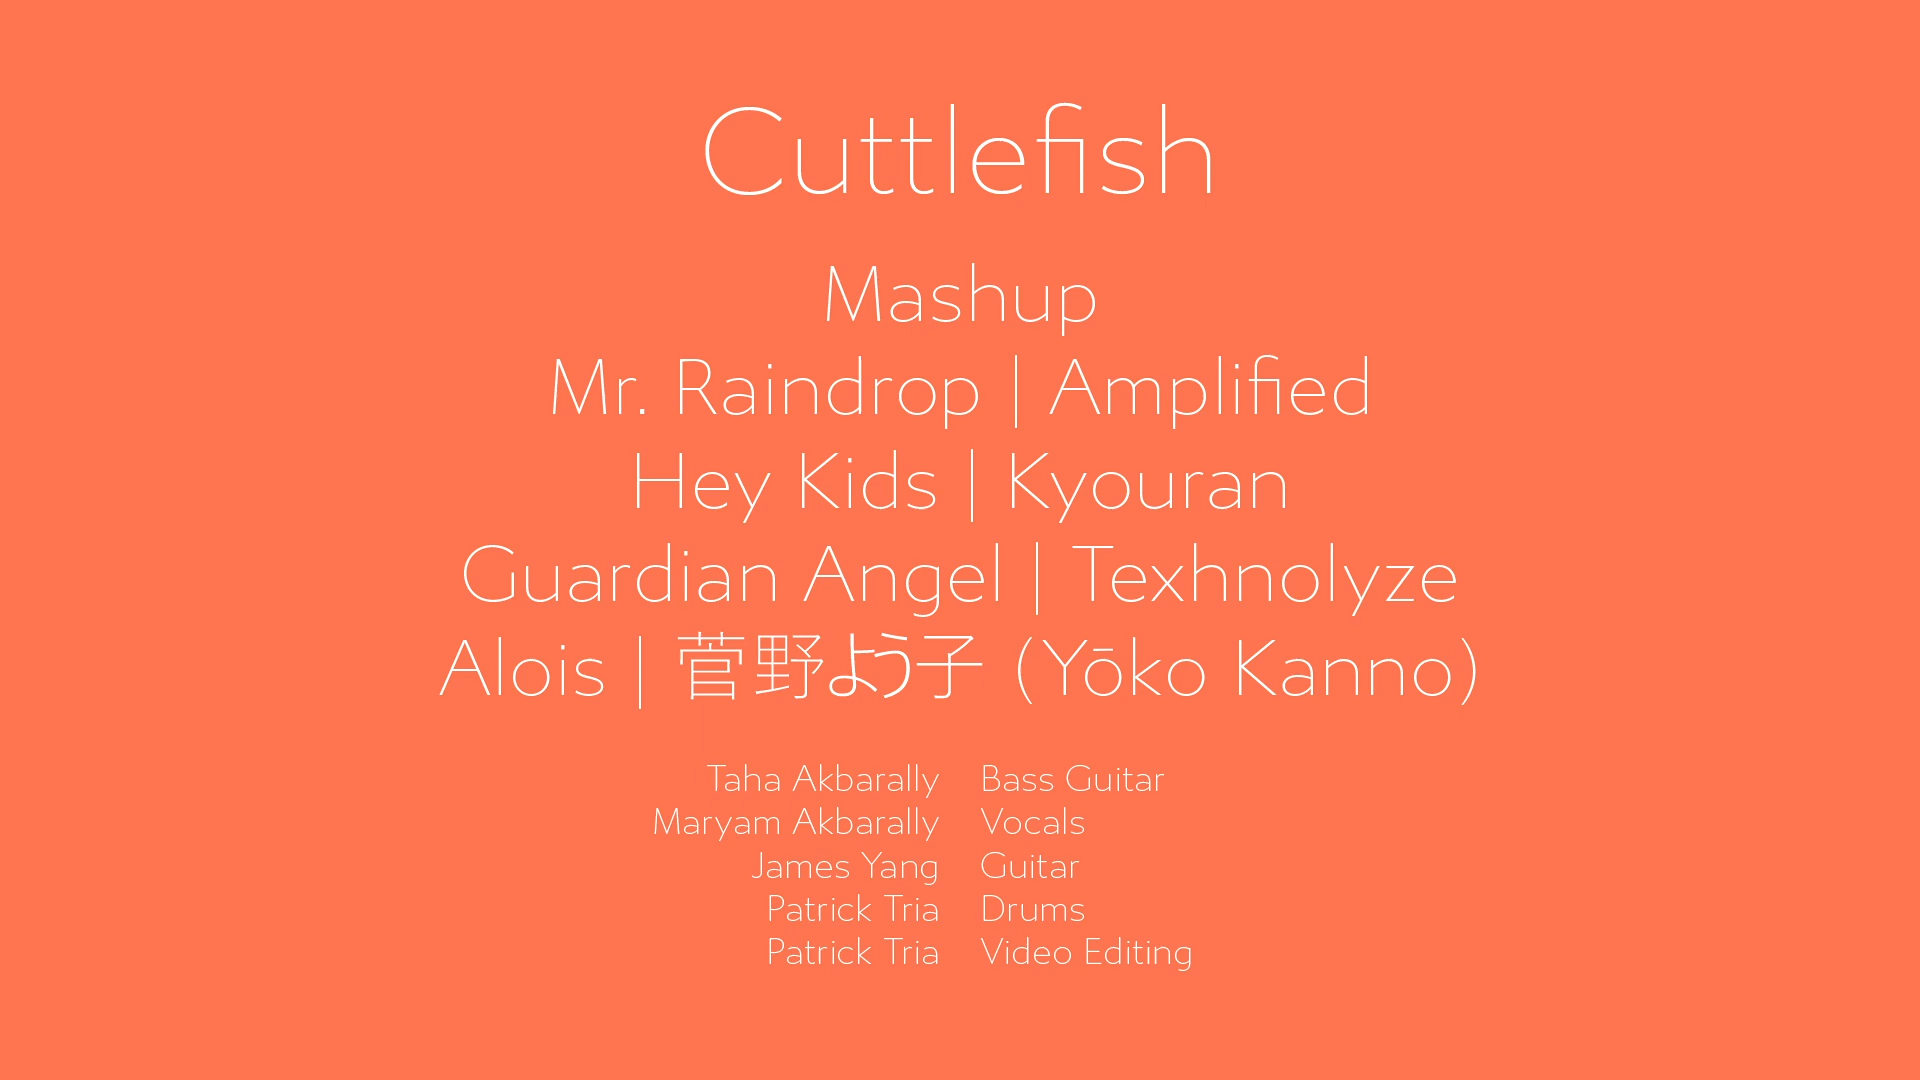 Cuttlefish
Mashup
Mr. Raindrop | Amplified
Hey Kids | Kyouran
Guardian Angel | Texhnolyze
Alois | 菅野よう子 (Yōko Kanno)
Taha Akbarally Bass Guitar
Maryam Akbarally Vocals
James Yang Guitar
Patrick Tria Drums
Patrick Tria Video Editing